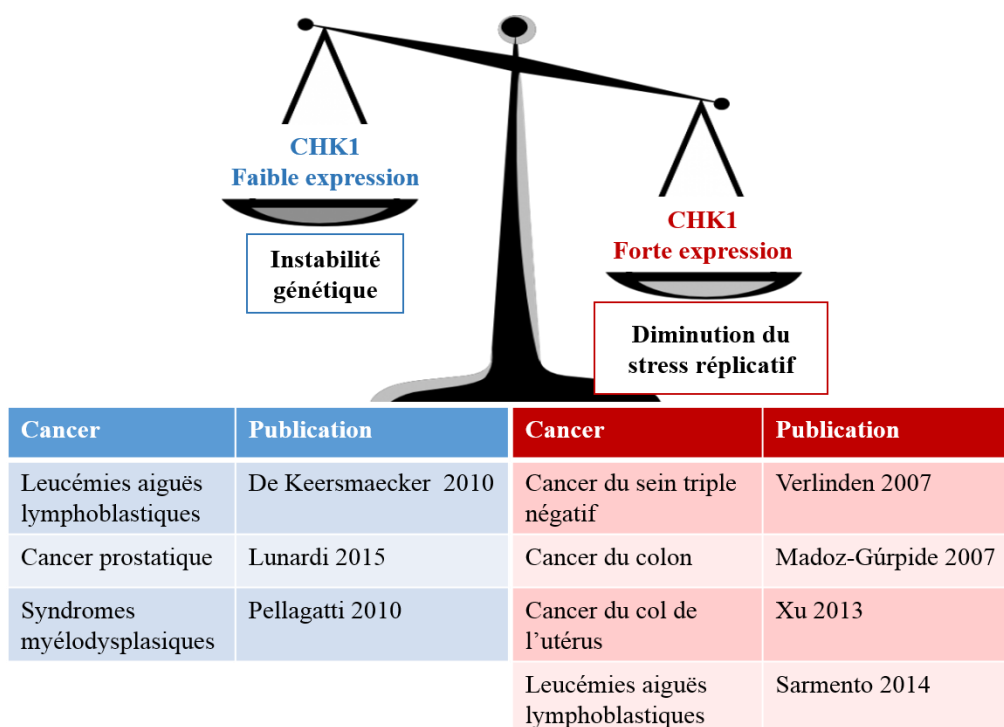 CHK1
Faible expression
Instabilité
génétique
CHK1
Forte expression
Diminution du
stress réplicatif
Cancer
Publication
Leucémies aiguës
lymphoblastiques
De Keersmaecker 2010
Cancer prostatique
Lunardi 2015
Syndromes
myélodysplasiques
Pellagatti 2010
Cancer
Publication
Cancer du sein triple
négatif
Verlinden 2007
Cancer du colon
Madoz-Gúrpide 2007
Cancer du col de
l’utérus
Xu 2013
Leucémies aiguës
lymphoblastiques
Sarmento 2014